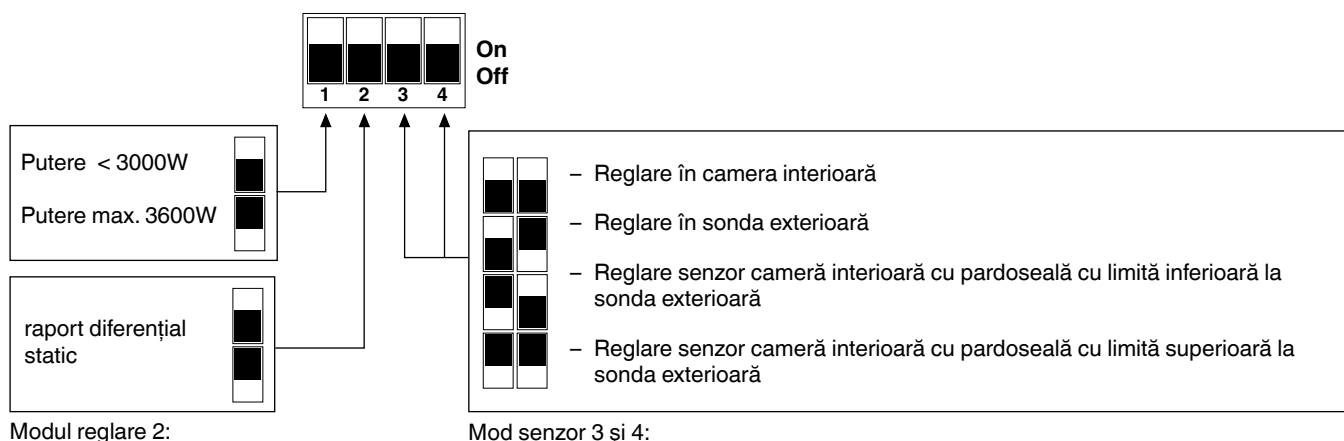 On
Off
1 2 3 4
Putere < 3000W
Putere max. 3600W
raport diferențial
static
– Reglare în camera interioară
– Reglare în sonda exterioară
– Reglare senzor cameră interioară cu pardoseală cu limită inferioară la
sonda exterioară
– Reglare senzor cameră interioară cu pardoseală cu limită superioară la
sonda exterioară
Modul reglare 2:
Mod senzor 3 și 4: